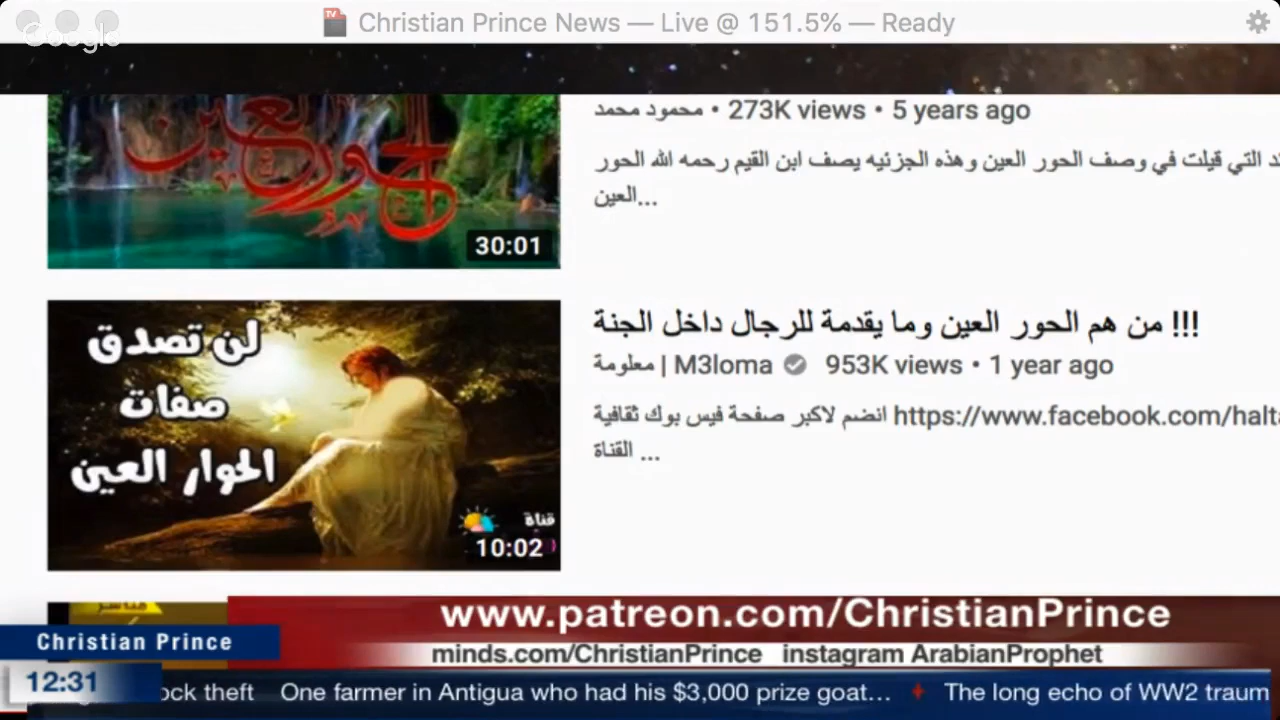 Christian Prince News — Live @ 151.5% — Ready
Google
الحور العين
30:01
محمود محمد • 273K views • 5 years ago
التي قيلت في وصف الحور العين وهذه الجزئيه يصف ابن القيم رحمه الله الحور
العين...
لن تصدق
صفات
الحوار العين
قناة
10:02
من هم الحور العين وما يقدمة للرجال داخل الجنة !!!
معلومة | M3loma 953K views • 1 year ago
انضم لاكبر صفحة فيس بوك ثقافية https://www.facebook.com/halta
القناة ...
www.patreon.com/ChristianPrince
Christian Prince
minds.com/ChristianPrince instagram ArabianProphet
12:31
ock theft One farmer in Antigua who had his $3,000 prize goat... The long echo of WW2 traum